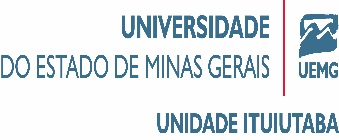 UNIVERSIDADE
DO ESTADO DE MINAS GERAIS
UEMG
UNIDADE ITUIUTABA